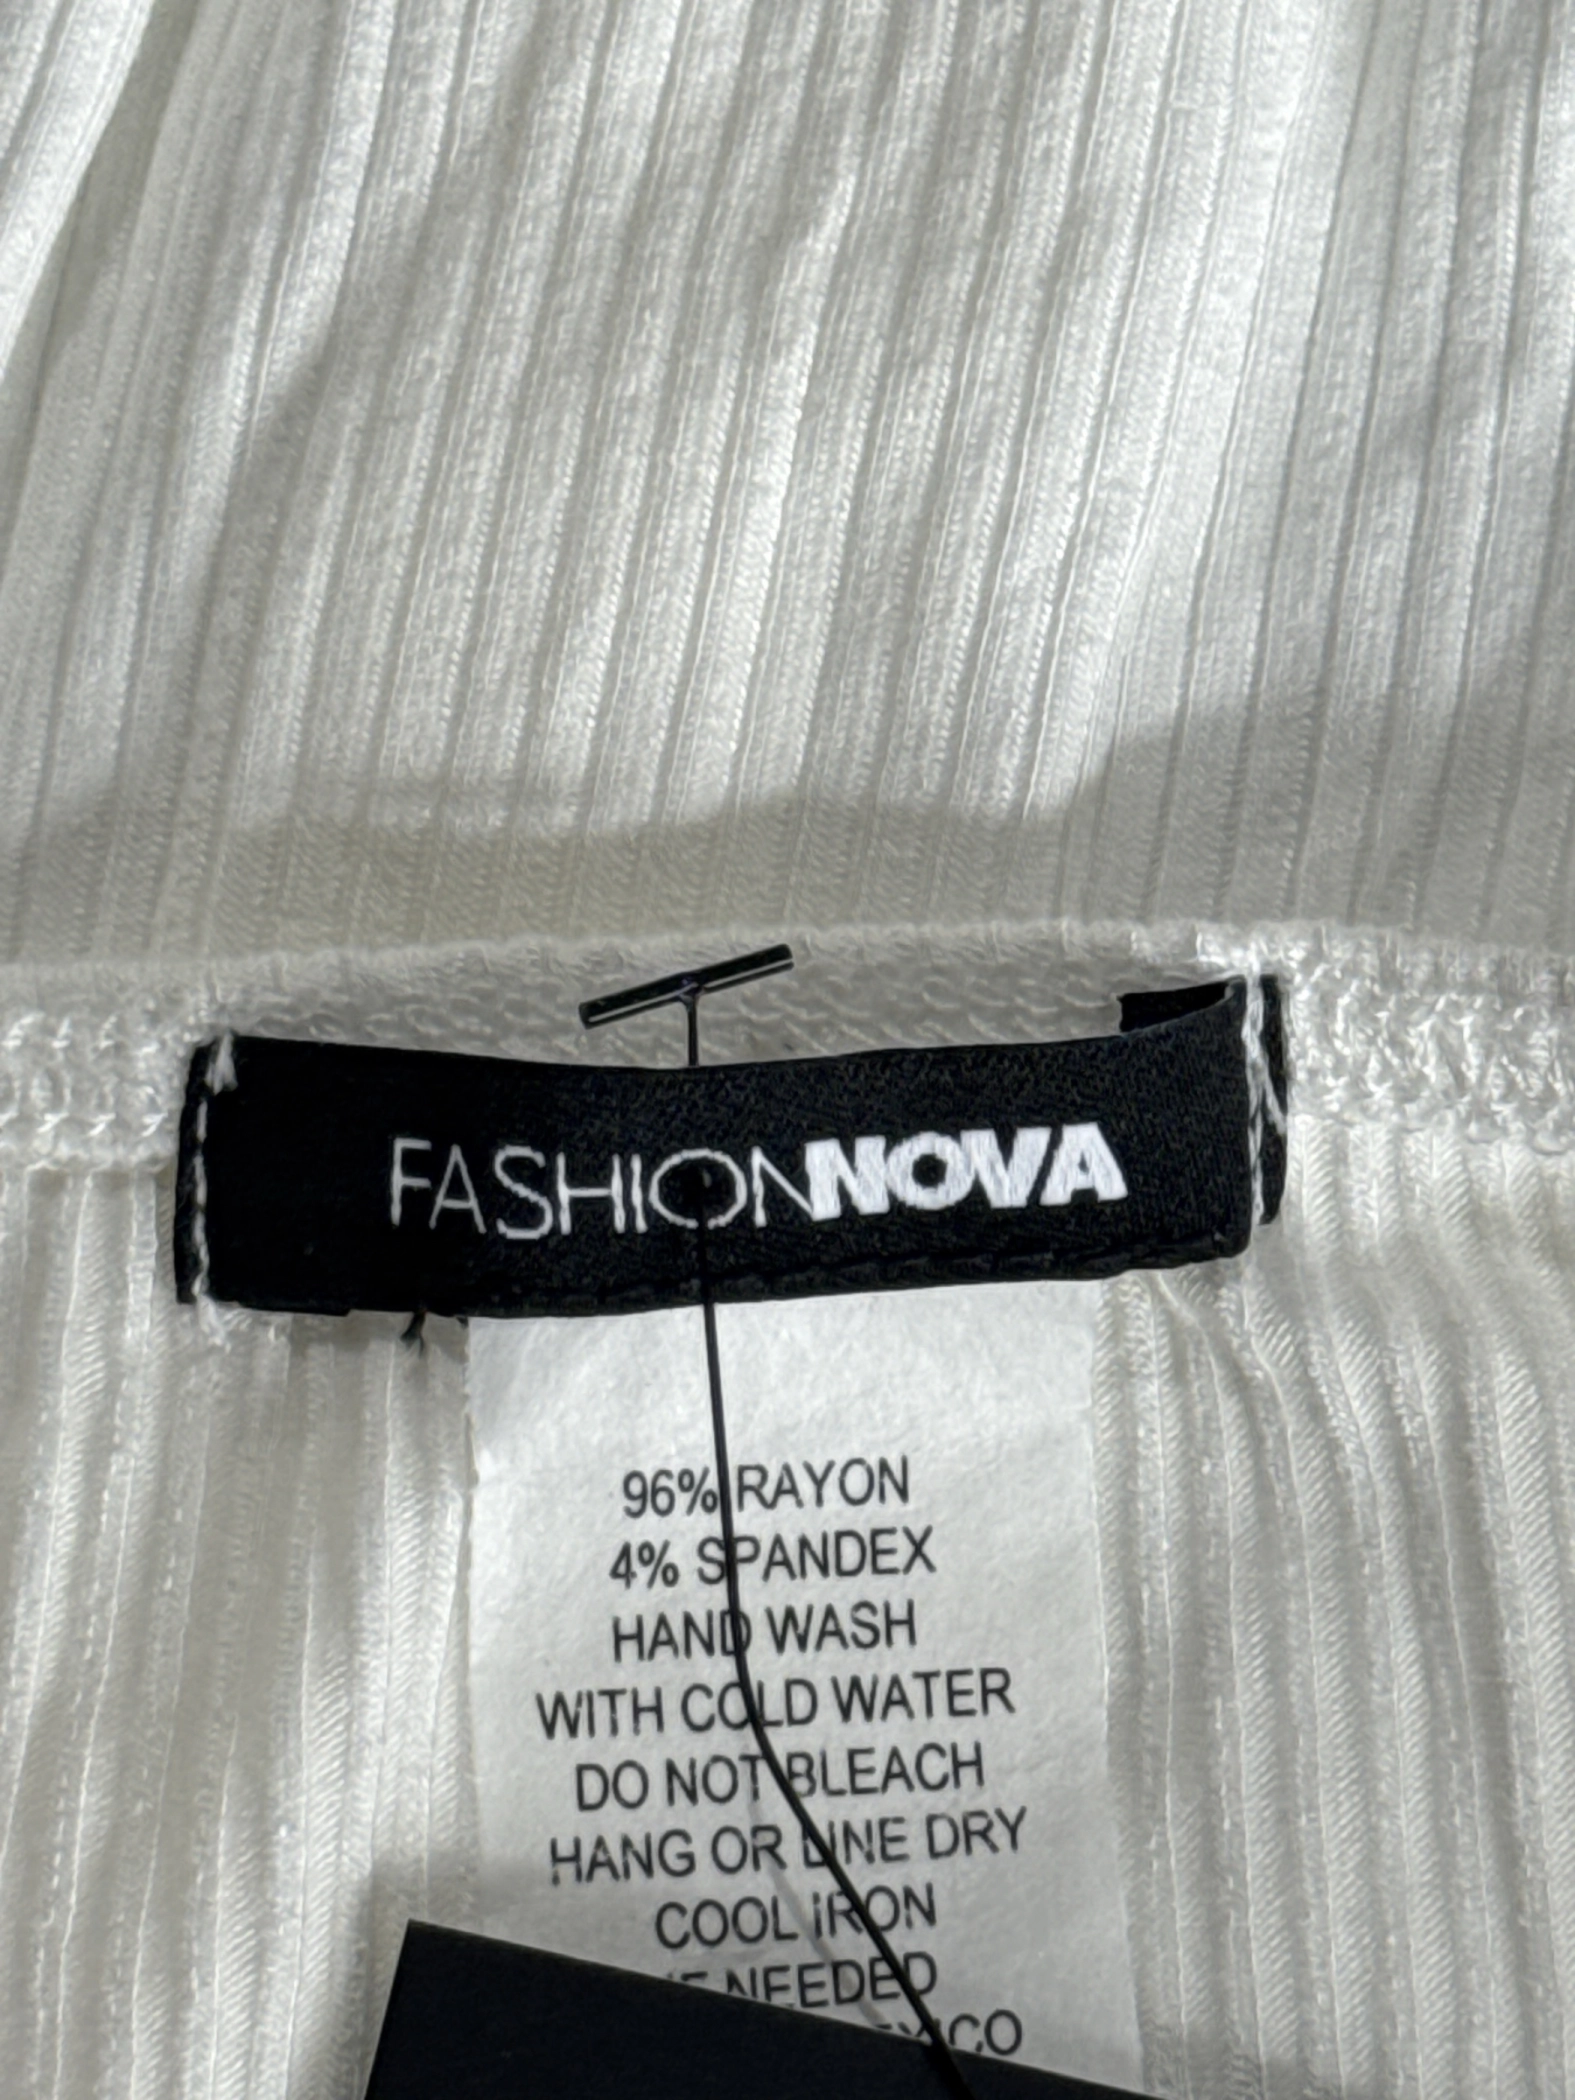 FASHIONNOVA
96% RAYON
4% SPANDEX
HAND WASH
WITH COLD WATER
DO NOT BLEACH
HANG OR LINE DRY
COOL IRON
NEEDED